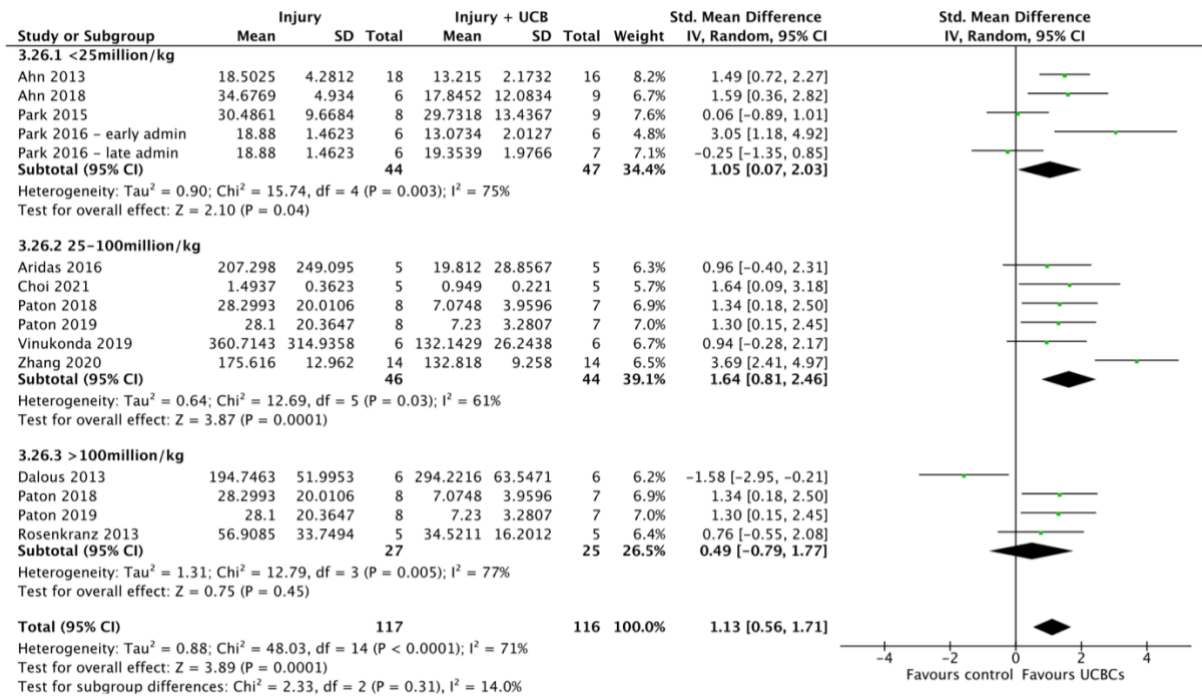 Injury Injury + UCB Std. Mean Difference Std. Mean Difference
Study or Subgroup Mean SD Total Mean SD Total Weight IV, Random, 95% CI IV, Random, 95% CI
3.26.1 <25million/kg
Ahn 2013 18.5025 4.2812 18 13.215 2.1732 16 8.2% 1.49 [0.72, 2.27]
Ahn 2018 34.6769 4.934 6 17.8452 12.0834 9 6.7% 1.59 [0.36, 2.82]
Park 2015 30.4861 9.6684 8 29.7318 13.4367 9 7.6% 0.06 [-0.89, 1.01]
Park 2016 – early admin 18.88 1.4623 6 13.0734 2.0127 6 4.8% 3.05 [1.18, 4.92]
Park 2016 – late admin 18.88 1.4623 6 19.3539 1.9766 7 7.1% -0.25 [-1.35, 0.85]
Subtotal (95% CI) 44 47 34.4% 1.05 [0.07, 2.03]
Heterogeneity: Tau² = 0.90; Chi² = 15.74, df = 4 (P = 0.003); I² = 75%
Test for overall effect: Z = 2.10 (P = 0.04)
3.26.2 25–100million/kg
Aridas 2016 207.298 249.095 5 19.812 28.8567 5 6.3% 0.96 [-0.40, 2.31]
Choi 2021 1.4937 0.3623 5 0.949 0.221 5 5.7% 1.64 [0.09, 3.18]
Paton 2018 28.2993 20.0106 8 7.0748 3.9596 7 6.9% 1.34 [0.18, 2.50]
Paton 2019 28.1 20.3647 8 7.23 3.2807 7 7.0% 1.30 [0.15, 2.45]
Vinukonda 2019 360.7143 314.9358 6 132.1429 26.2438 6 6.7% 0.94 [-0.28, 2.17]
Zhang 2020 175.616 12.962 14 132.818 9.258 14 6.5% 3.69 [2.41, 4.97]
Subtotal (95% CI) 46 44 39.1% 1.64 [0.81, 2.46]
Heterogeneity: Tau² = 0.64; Chi² = 12.69, df = 5 (P = 0.03); I² = 61%
Test for overall effect: Z = 3.87 (P = 0.0001)
3.26.3 >100million/kg
Dalous 2013 194.7463 51.9953 6 294.2216 63.5471 6 6.2% -1.58 [-2.95, -0.21]
Paton 2018 28.2993 20.0106 8 7.0748 3.9596 7 6.9% 1.34 [0.18, 2.50]
Paton 2019 28.1 20.3647 8 7.23 3.2807 7 7.0% 1.30 [0.15, 2.45]
Rosenkranz 2013 56.9085 33.7494 5 34.5211 16.2012 5 6.4% 0.76 [-0.55, 2.08]
Subtotal (95% CI) 27 25 26.5% 0.49 [-0.79, 1.77]
Heterogeneity: Tau² = 1.31; Chi² = 12.79, df = 3 (P = 0.005); I² = 77%
Test for overall effect: Z = 0.75 (P = 0.45)
Total (95% CI) 117 116 100.0% 1.13 [0.56, 1.71]
Heterogeneity: Tau² = 0.88; Chi² = 48.03, df = 14 (P < 0.0001); I² = 71%
Test for overall effect: Z = 3.89 (P = 0.0001)
Test for subgroup differences: Chi² = 2.33, df = 2 (P = 0.31), I² = 14.0%
-4 -2 0 2 4
Favours control Favours UCBCs